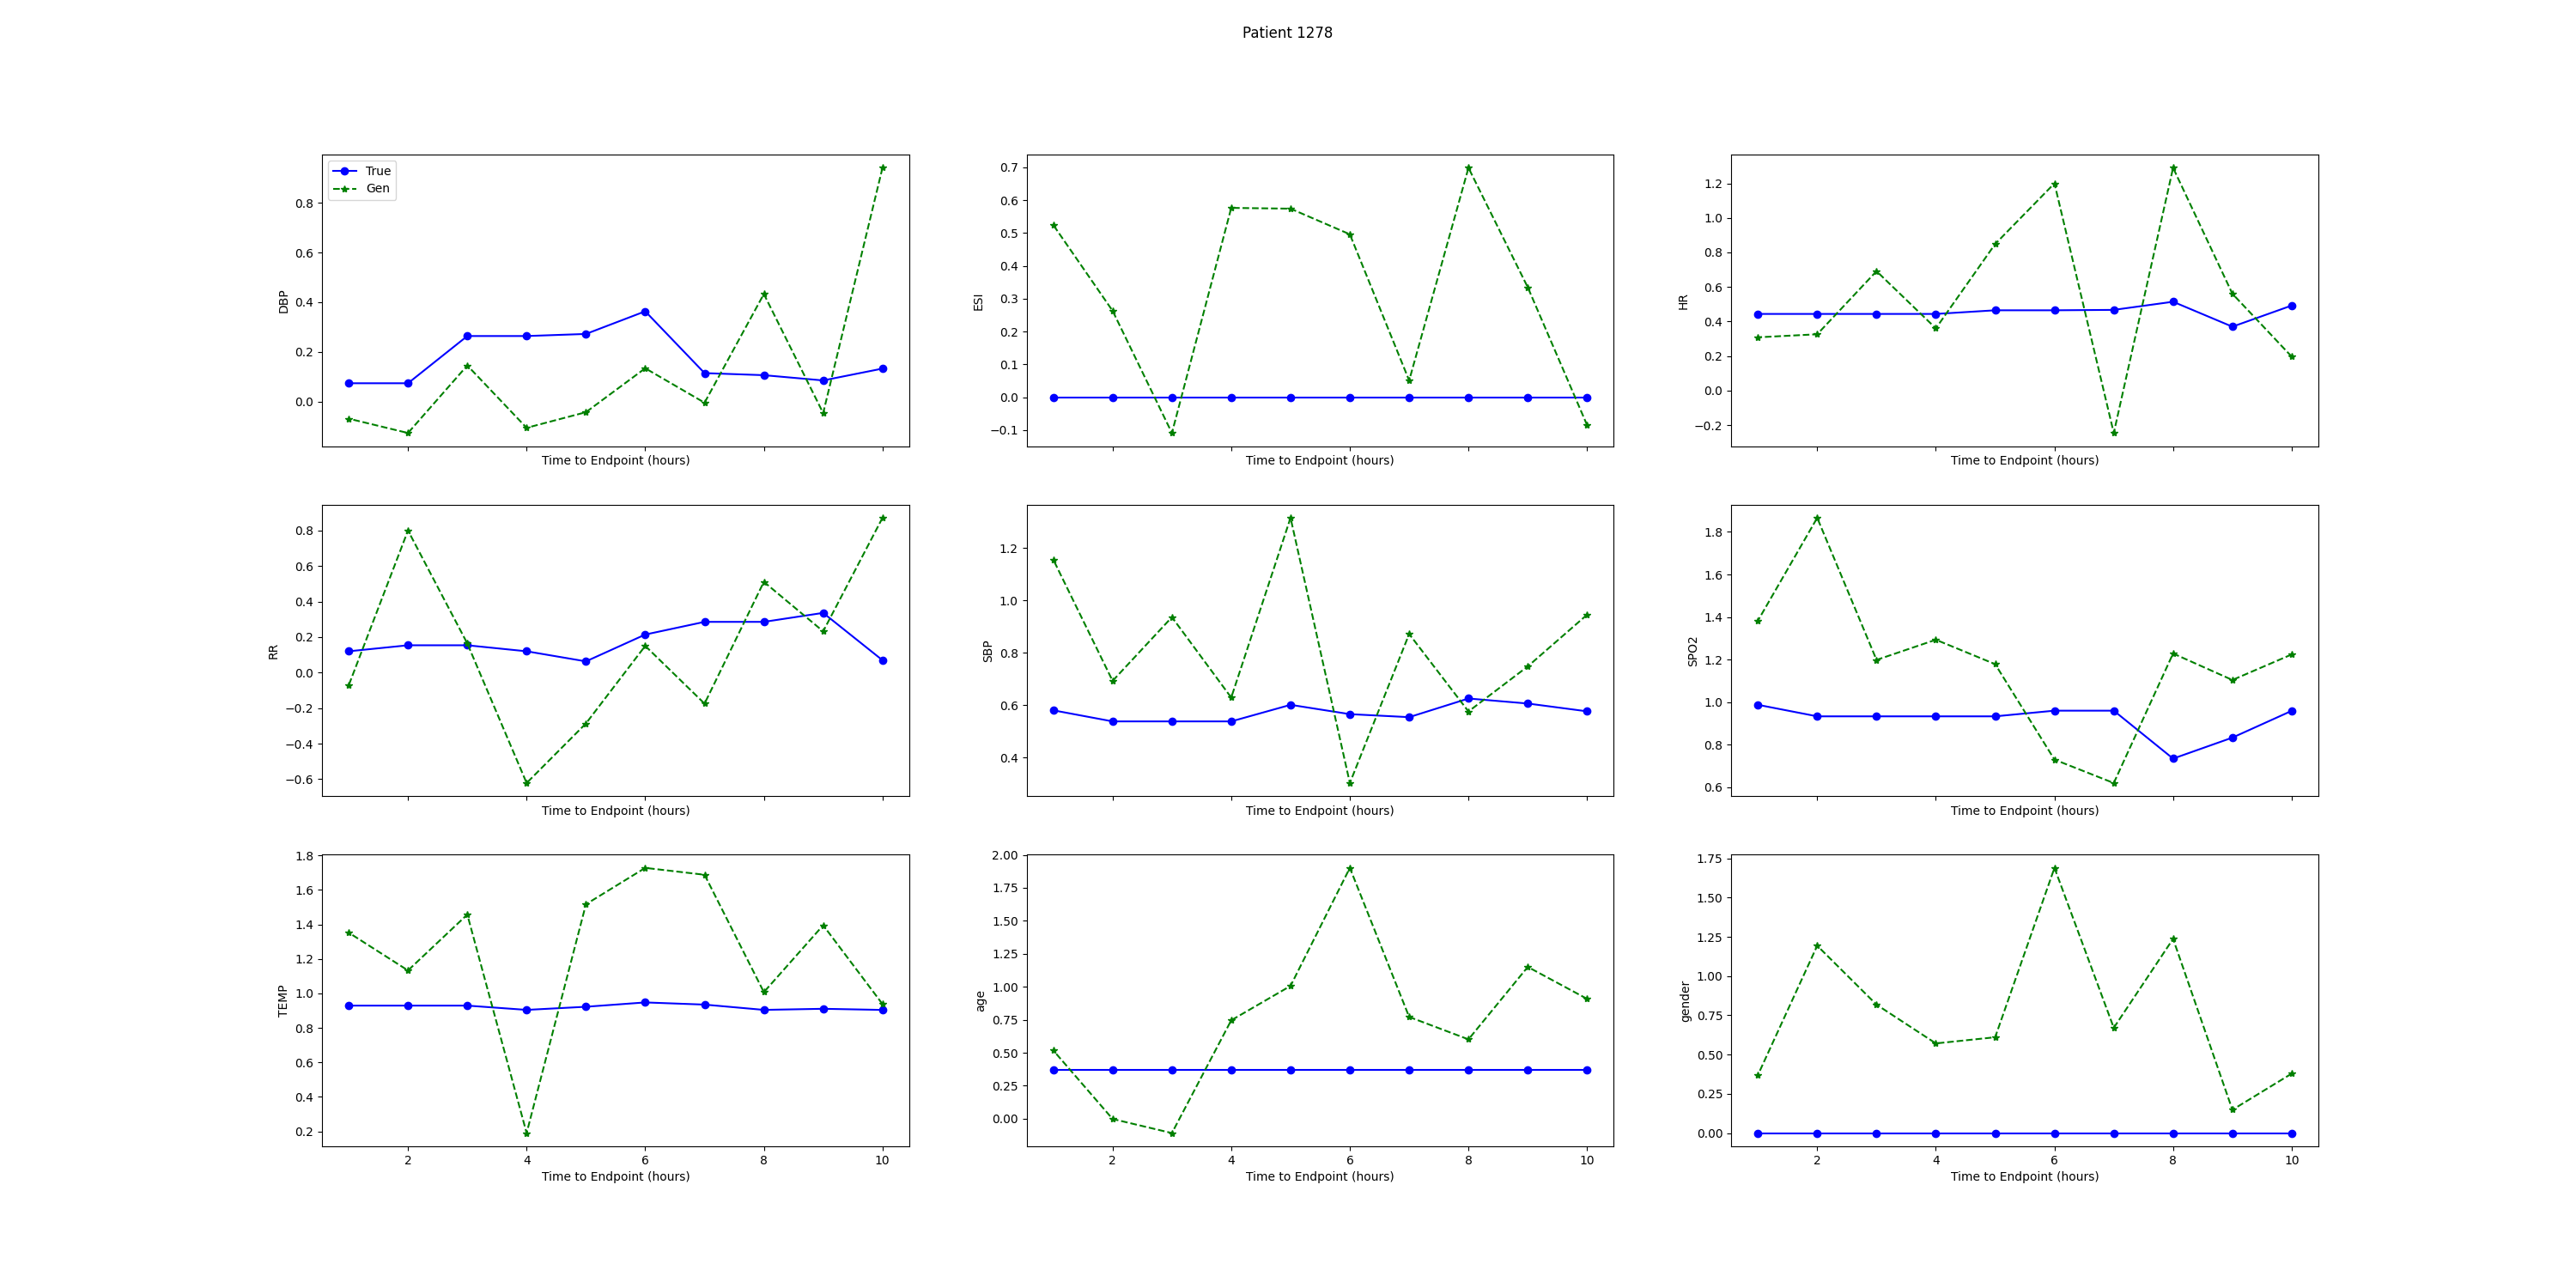 Patient 1278
True
Gen
DBP
0.8
0.6
0.4
0.2
0.0
Time to Endpoint (hours)
ESI
0.7
0.6
0.5
0.4
0.3
0.2
0.1
0.0
−0.1
Time to Endpoint (hours)
HR
1.2
1.0
0.8
0.6
0.4
0.2
0.0
−0.2
Time to Endpoint (hours)
RR
0.8
0.6
0.4
0.2
0.0
−0.2
−0.4
−0.6
Time to Endpoint (hours)
SBP
1.2
1.0
0.8
0.6
0.4
Time to Endpoint (hours)
SPO2
1.8
1.6
1.4
1.2
1.0
0.8
0.6
Time to Endpoint (hours)
TEMP
1.8
1.6
1.4
1.2
1.0
0.8
0.6
0.4
0.2
2 4 6 8 10
Time to Endpoint (hours)
age
2.00
1.75
1.50
1.25
1.00
0.75
0.50
0.25
0.00
2 4 6 8 10
Time to Endpoint (hours)
gender
1.75
1.50
1.25
1.00
0.75
0.50
0.25
0.00
2 4 6 8 10
Time to Endpoint (hours)